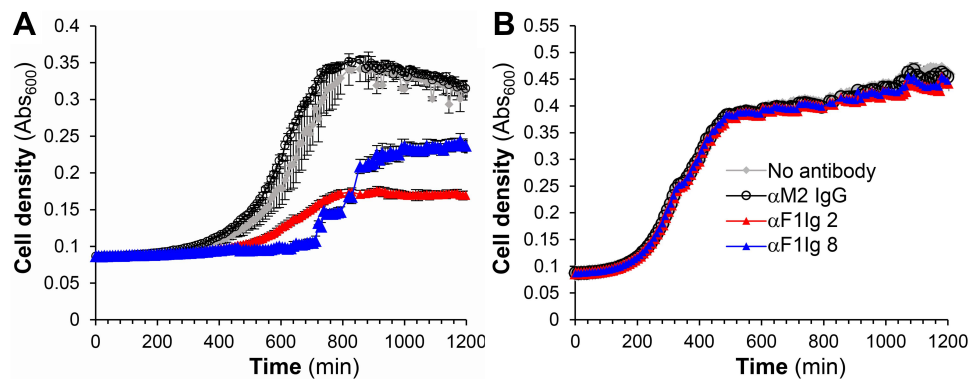 A
Cell density (Abs600)
0.4
0.35
0.3
0.25
0.2
0.15
0.1
0.05
0
0 200 400 600 800 1000 1200
Time (min)
B
Cell density (Abs600)
0.55
0.5
0.45
0.4
0.35
0.3
0.25
0.2
0.15
0.1
0.05
0
No antibody
αM2 IgG
αF1Ig 2
αF1Ig 8
0 200 400 600 800 1000 1200
Time (min)